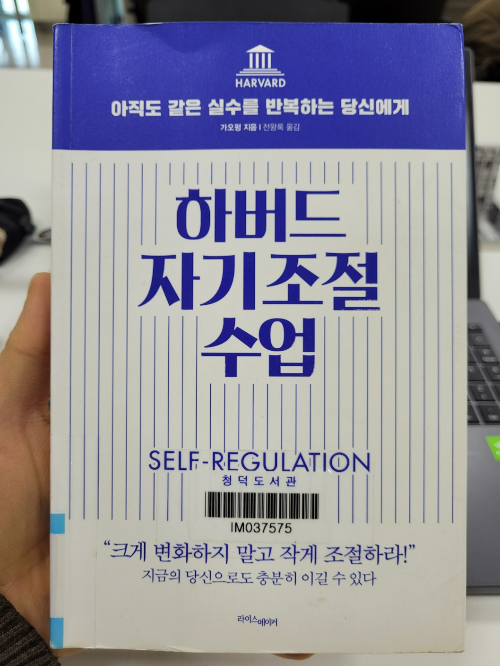 HARVARD
아직도 같은 실수를 반복하는 당신에게
가오펑 지음 | 전왕록 옮김
하버드
자기조절
수업
SELF-REGULATION
청덕도서관
IM037575
“크게 변화하지 말고 작게 조절하라!”
지금의 당신으로도 충분히 이길 수 있다
라이스메이커